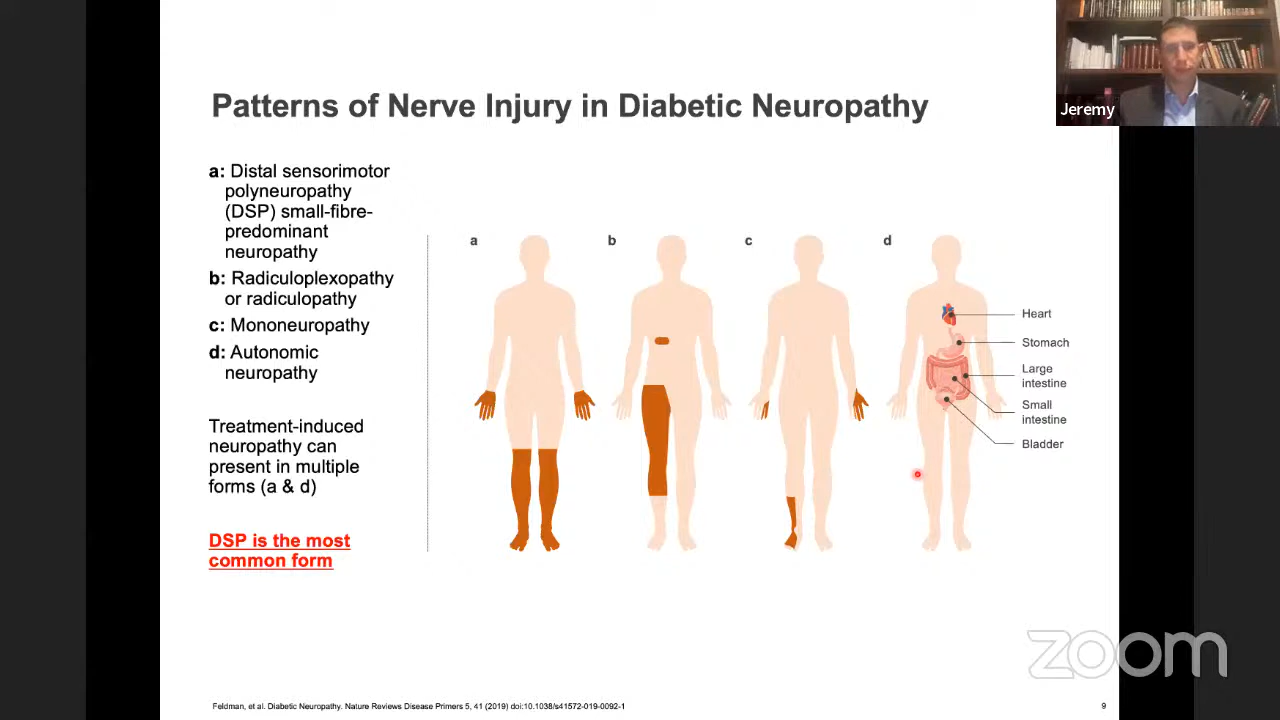 Jeremy
Patterns of Nerve Injury in Diabetic Neuropathy
a: Distal sensorimotor
polyneuropathy
(DSP) small-fibre-
predominant
neuropathy
b: Radiculoplexopathy
or radiculopathy
c: Mononeuropathy
d: Autonomic
neuropathy
Treatment-induced
neuropathy can
present in multiple
forms (a & d)
DSP is the most
common form
a
b
c
d
Heart
Stomach
Large
intestine
Small
intestine
Bladder
zoom
Feldman, et al. Diabetic Neuropathy. Nature Reviews Disease Primers 5, 41 (2019) doi:10.1038/s41572-019-0092-1
9